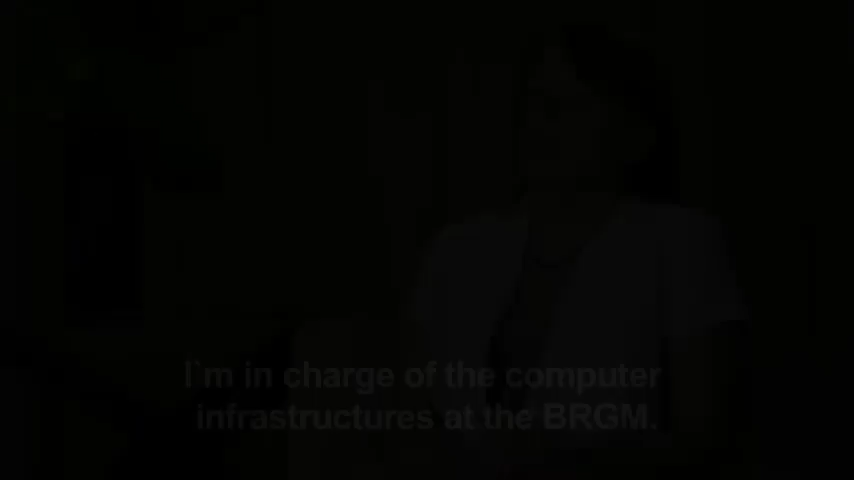 I'm in charge of the computer
infrastructures at the BRGM.